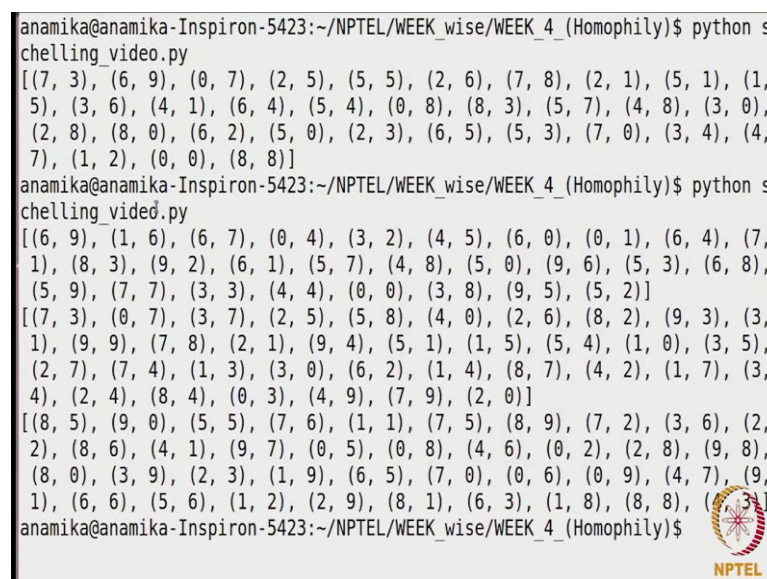 anamika@anamika-Inspiron-5423:~/NPTEL/WEEK_wise/WEEK_4_(Homophily)$ python s
chelling_video.py
[(7, 3), (6, 9), (0, 7), (2, 5), (5, 5), (2, 6), (7, 8), (2, 1), (5, 1), (1,
5), (3, 6), (4, 1), (6, 4), (5, 4), (0, 8), (8, 3), (5, 7), (4, 8), (3, 0),
(2, 8), (8, 0), (6, 2), (5, 0), (2, 3), (6, 5), (5, 3), (7, 0), (3, 4), (4,
7), (1, 2), (0, 0), (8, 8)]
anamika@anamika-Inspiron-5423:~/NPTEL/WEEK_wise/WEEK_4_(Homophily)$ python s
chelling_video.py
[(6, 9), (1, 6), (6, 7), (0, 4), (3, 2), (4, 5), (6, 0), (0, 1), (6, 4), (7,
1), (8, 3), (9, 2), (6, 1), (5, 7), (4, 8), (5, 0), (9, 6), (5, 3), (6, 8),
(5, 9), (7, 7), (3, 3), (4, 4), (0, 0), (3, 8), (9, 5), (5, 2)]
[(7, 3), (0, 7), (3, 7), (2, 5), (5, 8), (4, 0), (2, 6), (8, 2), (9, 3), (3,
1), (9, 9), (7, 8), (2, 1), (9, 4), (5, 1), (1, 5), (5, 4), (1, 0), (3, 5),
(2, 7), (7, 4), (1, 3), (3, 0), (6, 2), (1, 4), (8, 7), (4, 2), (1, 7), (3,
4), (2, 4), (8, 4), (0, 3), (4, 9), (7, 9), (2, 0)]
[(8, 5), (9, 0), (5, 5), (7, 6), (1, 1), (7, 5), (8, 9), (7, 2), (3, 6), (2,
2), (8, 6), (4, 1), (9, 7), (0, 5), (0, 8), (4, 6), (0, 2), (2, 8), (9, 8),
(8, 0), (3, 9), (2, 3), (1, 9), (6, 5), (7, 0), (0, 6), (0, 9), (4, 7), (9,
1), (6, 6), (5, 6), (1, 2), (2, 9), (8, 1), (6, 3), (1, 8), (8, 8), (4, 3)]
anamika@anamika-Inspiron-5423:~/NPTEL/WEEK_wise/WEEK_4_(Homophily)$
NPTEL